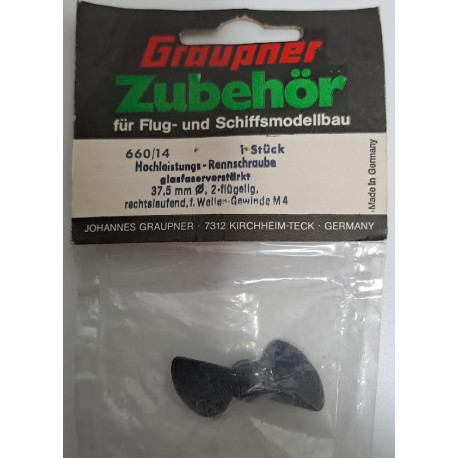 Graupner
Zubehör
für Flug- und Schiffsmodellbau
660/14 1 Stück
Hochleistungs-Rennschraube
glasfaserverstärkt
37,5 mm Ø, 2-flügelig,
rechtslaufend, f. Wellen-Gewinde M 4
Made in Germany
JOHANNES GRAUPNER · 7312 KIRCHHEIM-TECK · GERMANY